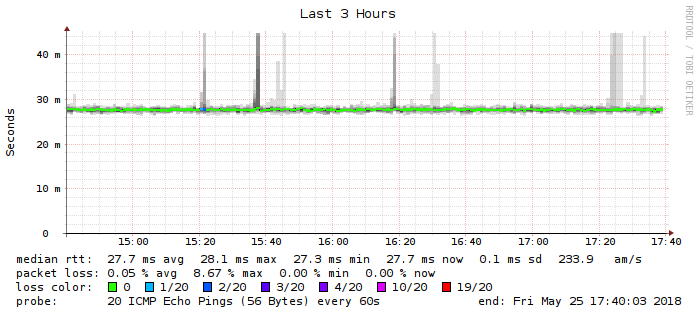 Last 3 Hours
RRDTOOL / TOBI OETIKER
Seconds
40 m
30 m
20 m
10 m
0
15:00 15:20 15:40 16:00 16:20 16:40 17:00 17:20 17:40
median rtt: 27.7 ms avg 28.1 ms max 27.3 ms min 27.7 ms now 0.1 ms sd 233.9 am/s
packet loss: 0.05 % avg 8.67 % max 0.00 % min 0.00 % now
loss color: 0 1/20 2/20 3/20 4/20 10/20 19/20
probe: 20 ICMP Echo Pings (56 Bytes) every 60s end: Fri May 25 17:40:03 2018